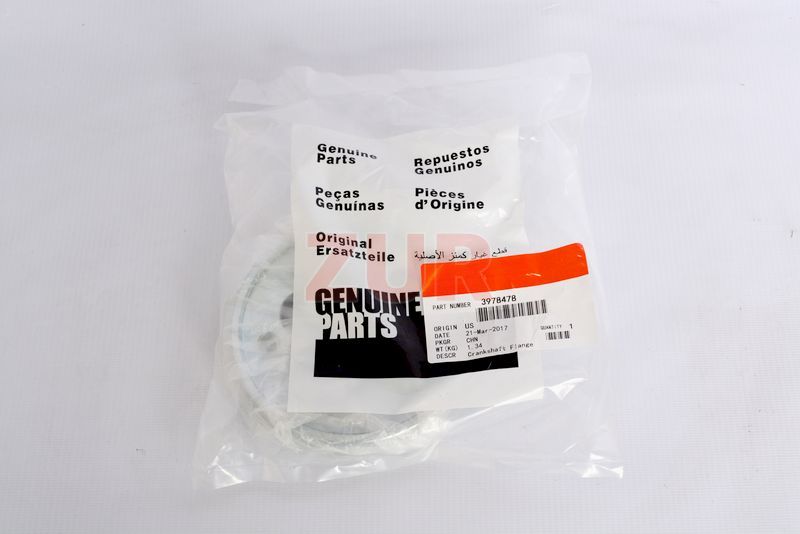 Genuine
Parts
Repuestos
Genuinos
Peças
Genuínas
Pièces
d'Origine
Original
Ersatzteile
قطع غيار كمنز الأصلية
ZUR
GENUINE
PARTS
PART NUMBER 3978478
ORIGIN US
DATE 21-Mar-2017
QUANTITY 1
PKGR CHN
WT(KG) 1.34
DESCR Crankshaft Flange